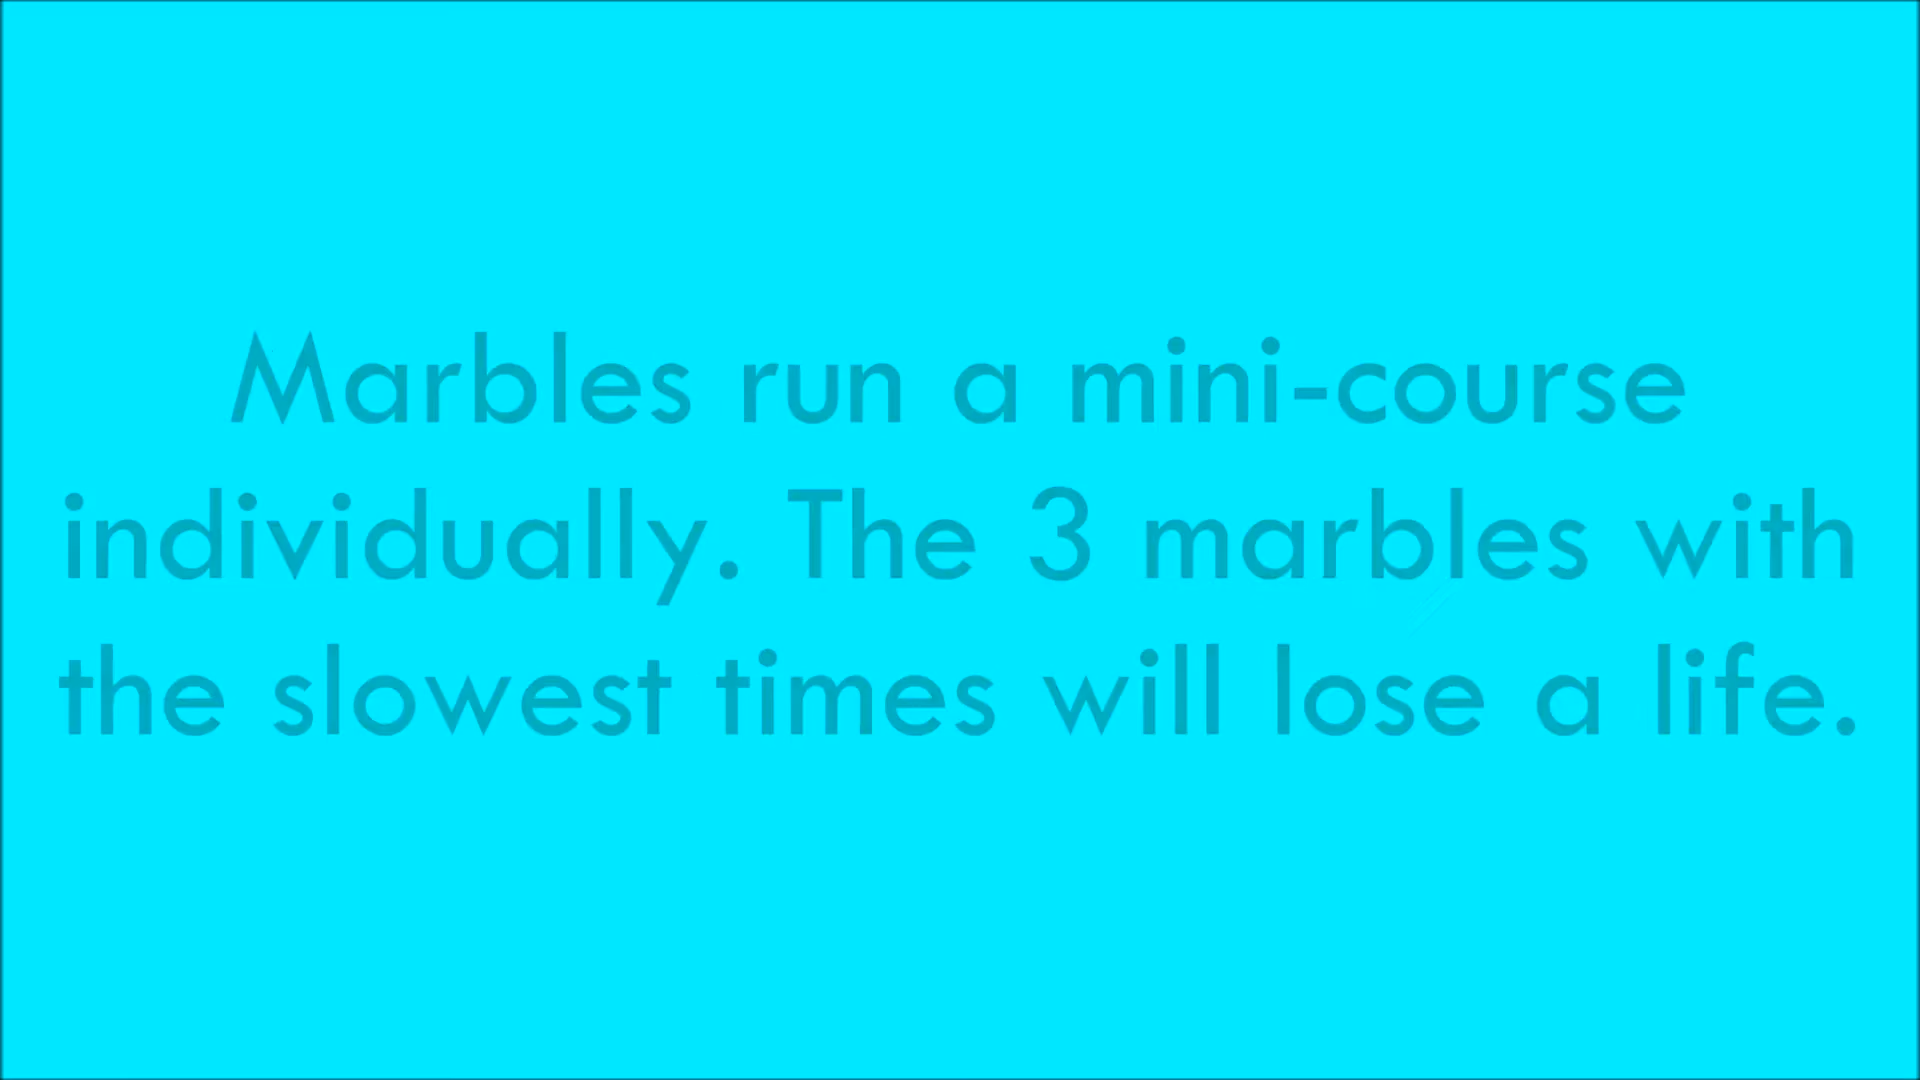 Marbles run a mini-course
individually. The 3 marbles with
the slowest times will lose a life.